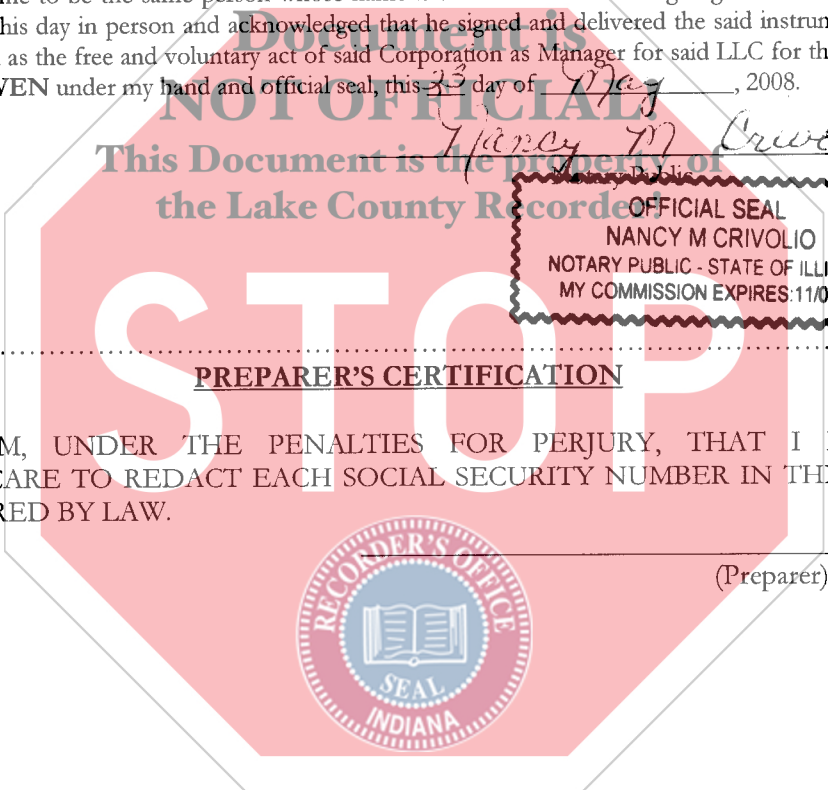 me to be the same person whose name
this day in person and acknowledged that he signed and delivered the said instrum
as the free and voluntary act of said Corporation as Manager for said LLC for th
VEN under my hand and official seal, this 23 day of May, 2008.
Document is
NOT OFFICIAL!
This Document is the property of
the Lake County Recorder!
Nancy M Crivo
Notary Public
OFFICIAL SEAL
NANCY M CRIVOLIO
NOTARY PUBLIC - STATE OF ILLI
MY COMMISSION EXPIRES:11/0
STOP
PREPARER'S CERTIFICATION
M, UNDER THE PENALTIES FOR PERJURY, THAT I
CARE TO REDACT EACH SOCIAL SECURITY NUMBER IN THE
RED BY LAW.
(Preparer)
RECORDER'S OFFICE
SEAL
INDIANA